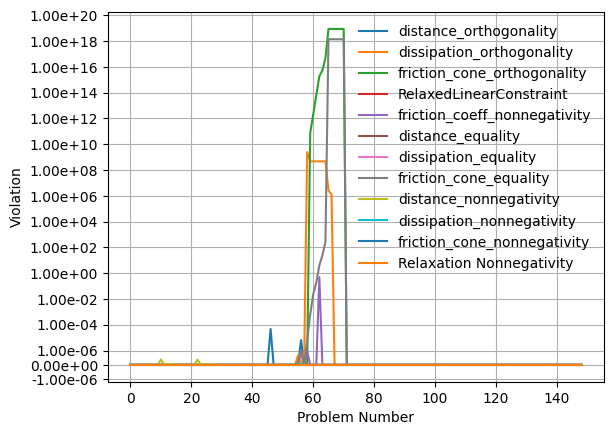 1.00e+20
1.00e+18
1.00e+16
1.00e+14
1.00e+12
1.00e+10
1.00e+08
1.00e+06
1.00e+04
1.00e+02
1.00e+00
1.00e-02
1.00e-04
1.00e-06
0.00e+00
-1.00e-06
Violation
distance_orthogonality
dissipation_orthogonality
friction_cone_orthogonality
RelaxedLinearConstraint
friction_coeff_nonnegativity
distance_equality
dissipation_equality
friction_cone_equality
distance_nonnegativity
dissipation_nonnegativity
friction_cone_nonnegativity
Relaxation Nonnegativity
0 20 40 60 80 100 120 140
Problem Number